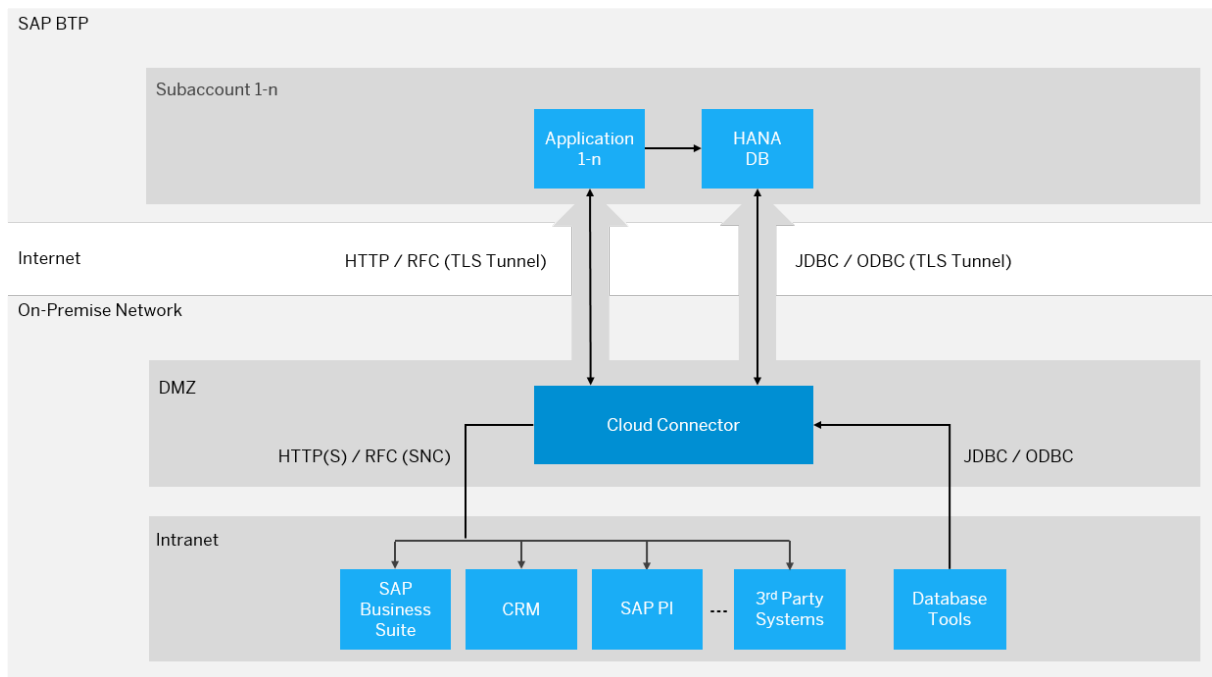 SAP BTP
Subaccount 1-n
Application
1-n
HANA
DB
Internet
HTTP / RFC (TLS Tunnel)
JDBC / ODBC (TLS Tunnel)
On-Premise Network
DMZ
Cloud Connector
HTTP(S) / RFC (SNC)
JDBC / ODBC
Intranet
SAP
Business
Suite
CRM
SAP PI
...
3rd Party
Systems
Database
Tools